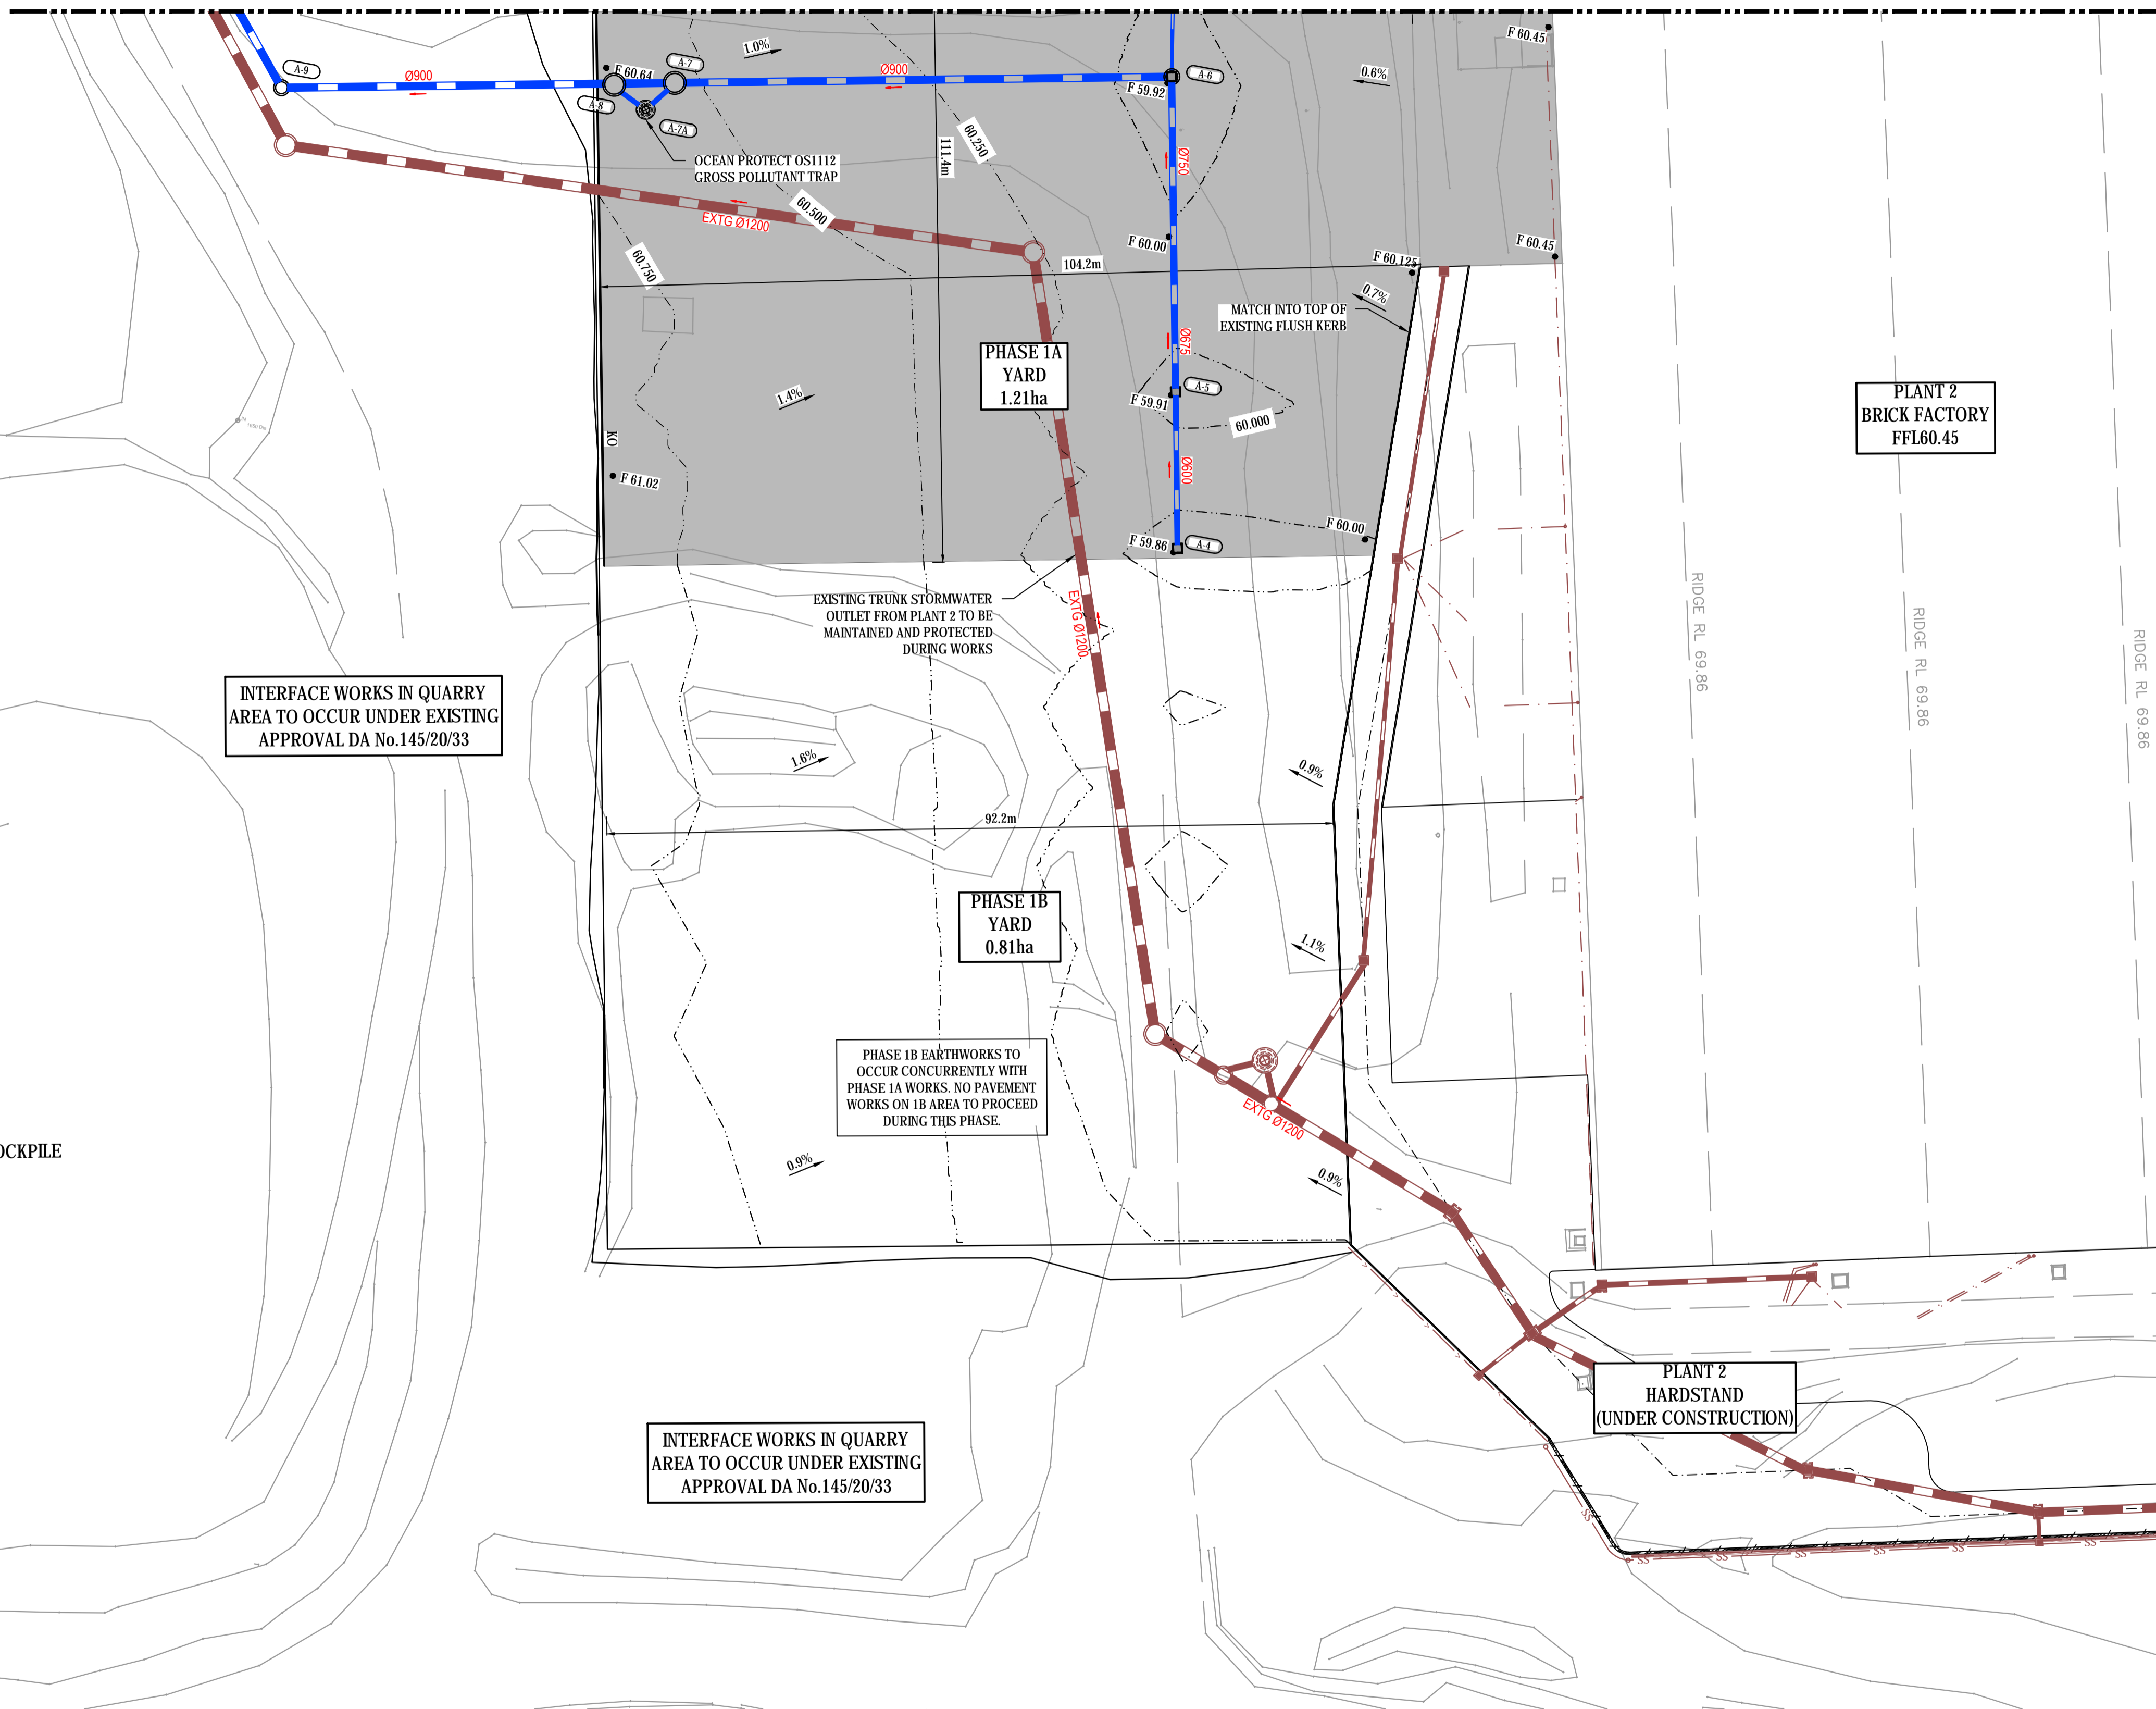 F 60.45
1.0%
A-7
A-9
Ø900
F 60.64
Ø900
A-6
0.6%
F 59.92
A-8
A-7A
60.250
111.4m
Ø750
OCEAN PROTECT OS1112
GROSS POLLUTANT TRAP
60.500
EXTG Ø1200
F 60.00
F 60.45
60.750
104.2m
F 60.125
0.7%
MATCH INTO TOP OF
EXISTING FLUSH KERB
Ø675
PHASE 1A
YARD
1.21ha
A-5
1.4%
F 59.91
60.000
PLANT 2
BRICK FACTORY
FFL60.45
KO
F 61.02
Ø600
F 60.00
F 59.86
A-4
EXISTING TRUNK STORMWATER
OUTLET FROM PLANT 2 TO BE
MAINTAINED AND PROTECTED
DURING WORKS
EXTG Ø1200
RIDGE RL 69.86
RIDGE RL 69.86
RIDGE RL 69.86
INTERFACE WORKS IN QUARRY
AREA TO OCCUR UNDER EXISTING
APPROVAL DA No.145/20/33
1.6%
0.9%
92.2m
PHASE 1B
YARD
0.81ha
1.1%
PHASE 1B EARTHWORKS TO
OCCUR CONCURRENTLY WITH
PHASE 1A WORKS. NO PAVEMENT
WORKS ON 1B AREA TO PROCEED
DURING THIS PHASE.
EXTG Ø1200
OCKPILE
0.9%
0.9%
PLANT 2
HARDSTAND
(UNDER CONSTRUCTION)
INTERFACE WORKS IN QUARRY
AREA TO OCCUR UNDER EXISTING
APPROVAL DA No.145/20/33
SS
SS
SS
SS
SS
SS
SS